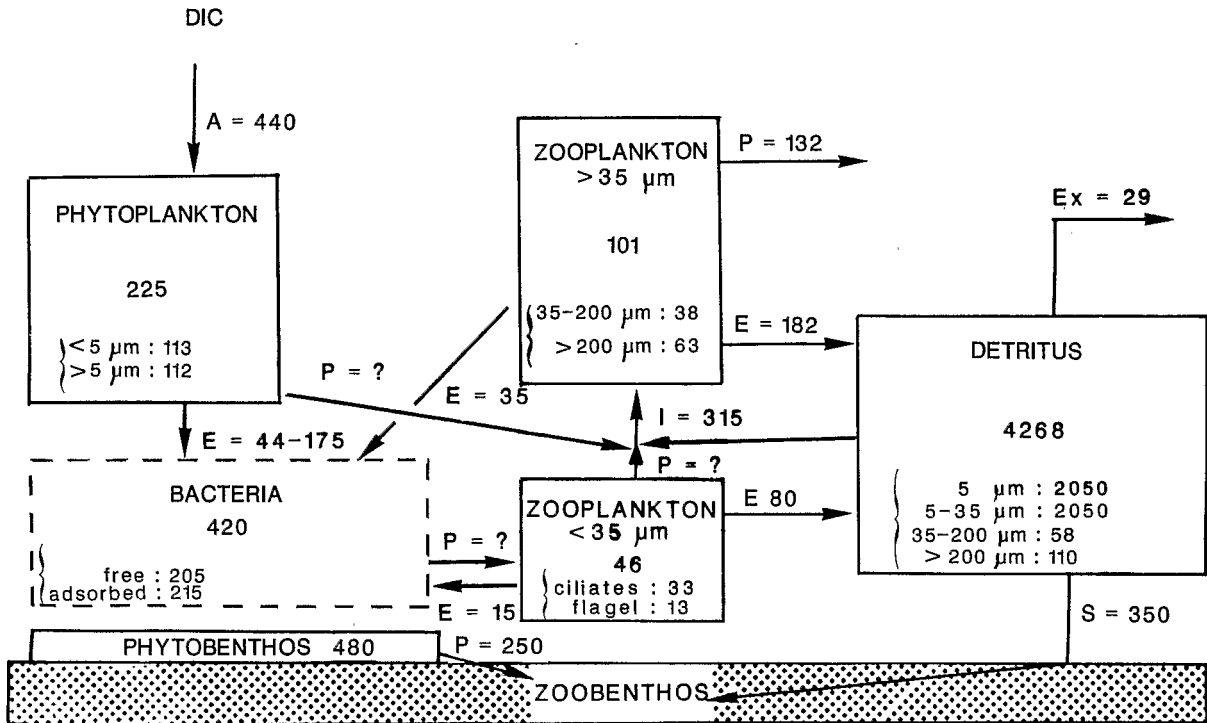 DIC
A = 440
PHYTOPLANKTON
225
< 5 µm : 113
> 5 µm : 112
ZOOPLANKTON
>35 µm
101
35-200 µm : 38
>200 µm : 63
P = 132
Ex = 29
E = 182
DETRITUS
4268
5 µm : 2050
5-35 µm : 2050
35-200 µm : 58
> 200 µm : 110
P = ?
E = 35
I = 315
E = 44-175
P = ?
BACTERIA
420
free : 205
adsorbed : 215
P = ?
E = 15
ZOOPLANKTON
<35 µm
46
ciliates : 33
flagel : 13
E 80
S = 350
PHYTOBENTHOS 480
P = 250
ZOOBENTHOS